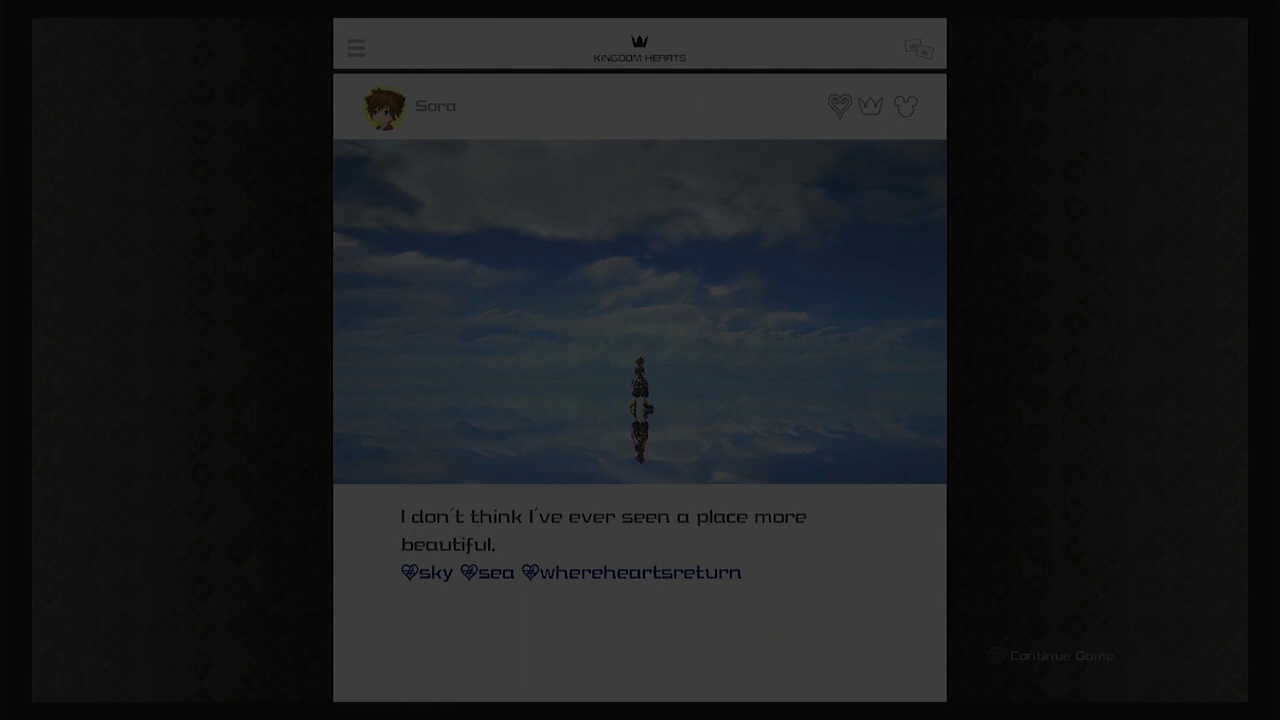 KINGDOM HEARTS
Sora
I don't think I've ever seen a place more
beautiful.
#sky #sea #whereheartsreturn
Continue Game